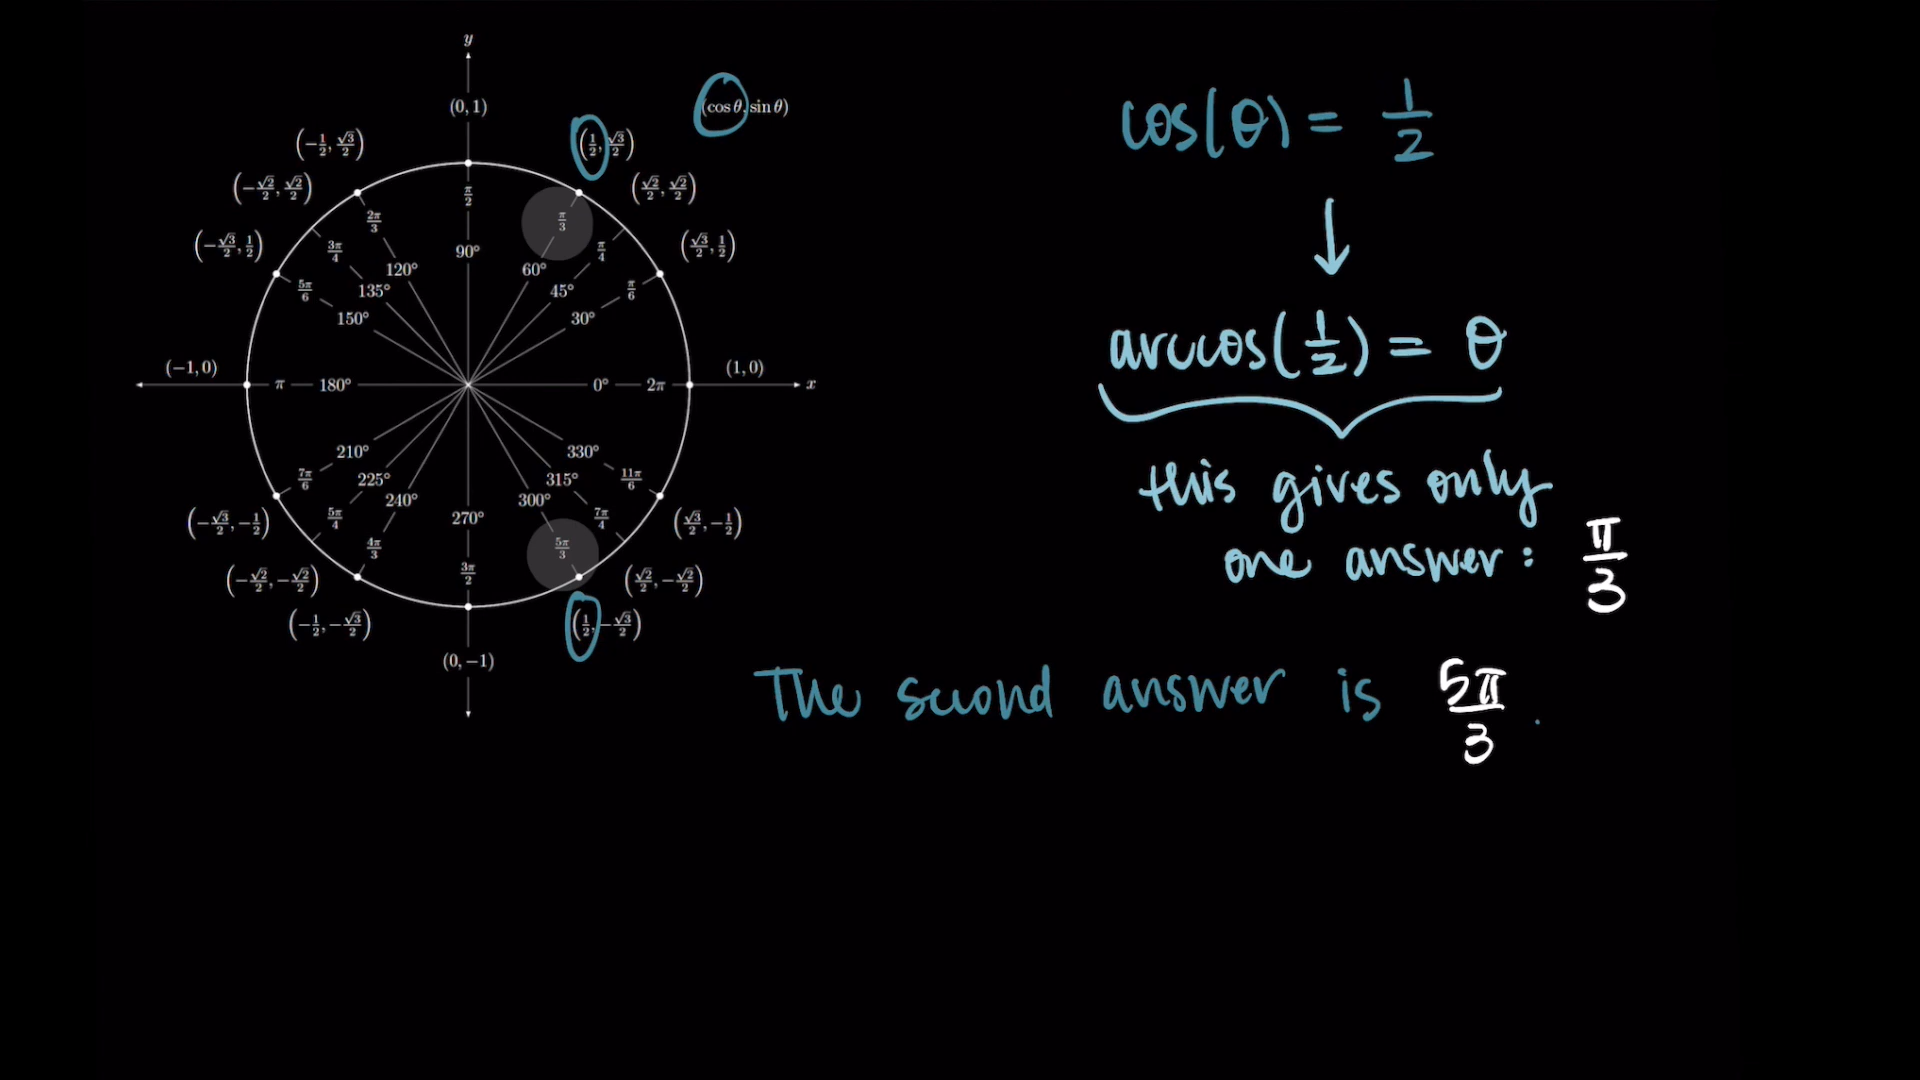 y
(0, 1)
(cos θ, sin θ)
(-1/2, √3/2)
(1/2, √3/2)
(-√2/2, √2/2)
(√2/2, √2/2)
(-√3/2, 1/2)
(√3/2, 1/2)
π/2
2π/3
π/3
3π/4
π/4
90°
120°
60°
5π/6
135°
45°
π/6
150°
30°
(-1, 0)
(1, 0)
π
180°
0°
2π
x
210°
330°
7π/6
225°
315°
11π/6
240°
300°
5π/4
270°
7π/4
4π/3
5π/3
3π/2
(-√3/2, -1/2)
(√3/2, -1/2)
(-√2/2, -√2/2)
(√2/2, -√2/2)
(-1/2, -√3/2)
(1/2, -√3/2)
(0, -1)
cos(θ) = 1/2
arccos(1/2) = θ
this gives only
one answer: π/3
The second answer is 5π/3.